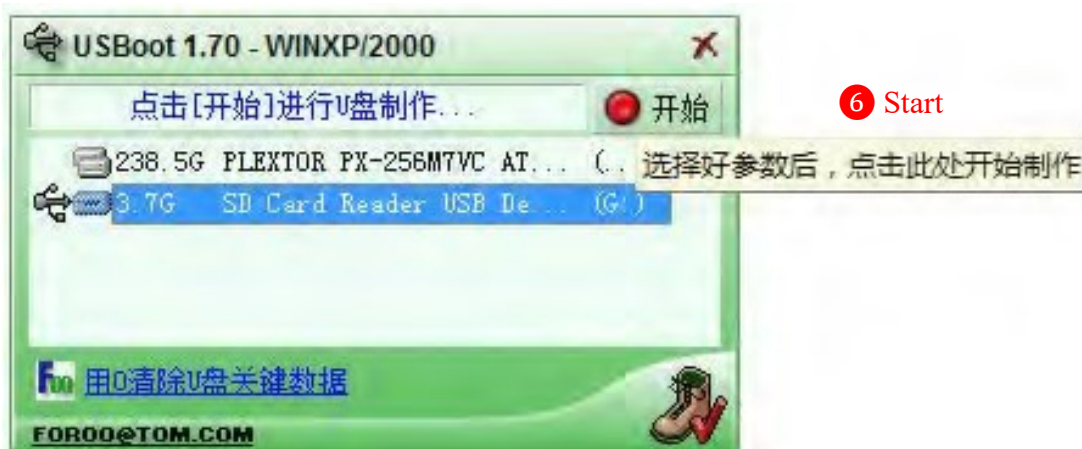 USBoot 1.70 - WINXP/2000
点击[开始]进行U盘制作...
开始
6 Start
238.5G PLEXTOR PX-256M7VC AT... (..
选择好参数后，点击此处开始制作
3.7G SD Card Reader USB De... (G:)
Foo 用0清除U盘关键数据
FOROO@TOM.COM